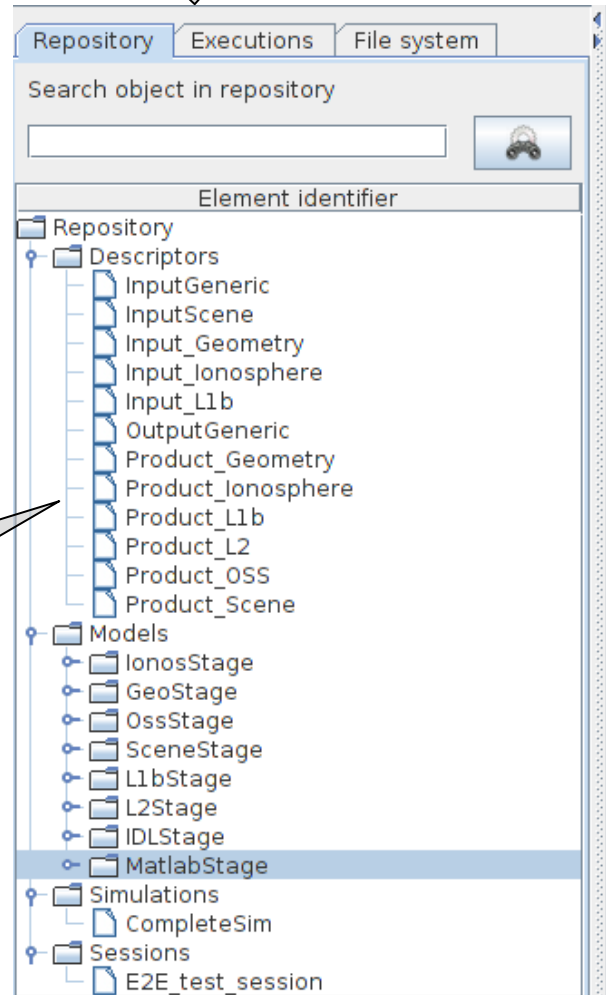 Repository Executions File system
Search object in repository
Element identifier
Repository
Descriptors
InputGeneric
InputScene
Input_Geometry
Input_Ionosphere
Input_L1b
OutputGeneric
Product_Geometry
Product_Ionosphere
Product_L1b
Product_L2
Product_OSS
Product_Scene
Models
IonosStage
GeoStage
OssStage
SceneStage
L1bStage
L2Stage
IDLStage
MatlabStage
Simulations
CompleteSim
Sessions
E2E_test_session